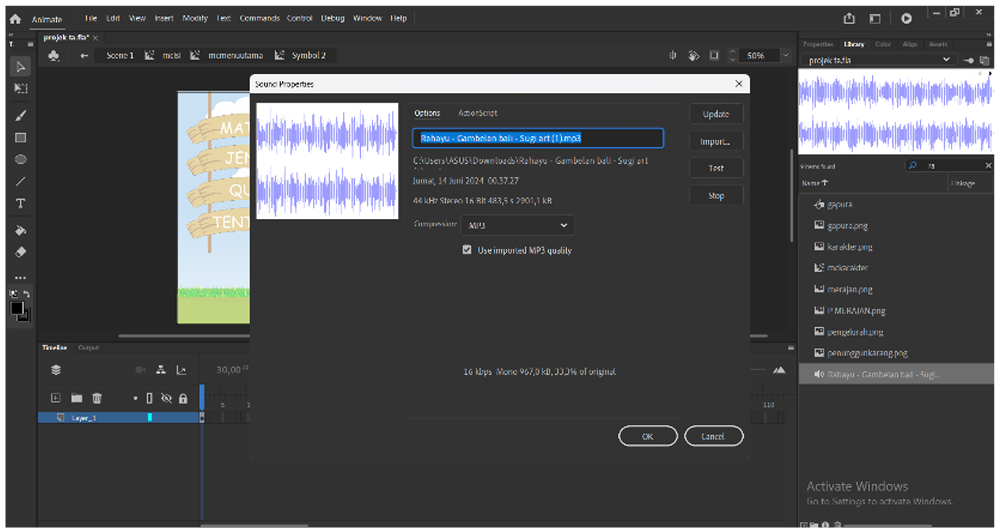 Animate File Edit View Insert Modify Text Commands Control Debug Window Help
projek ta.fla* ×
Scene 1 mcIsi mcmenuutama Symbol 2 50%
Properties Library Color Align Assets
projek ta.fla
Sound Properties
Options ActionScript
Rahayu - Gambelan bali - Sugi art (1).mp3
C:\Users\ASUS\Downloads\Rahayu - Gambelan bali - Sugi art
Jumat, 14 Juni 2024 00.37.27
44 kHz Stereo 16 Bit 483,5 s 2901,1 kB
Compression: MP3
Use imported MP3 quality
16 kbps Mono 967,0 kB, 33,3% of original
OK Cancel
Update
Import...
Test
Stop
MAT
JEN
QU
TENT
9 items found ra
Name Linkage
gapura
gapura.png
karakter.png
mckarakter
merajan.png
P MERAJAN.png
pengelurah.png
penunggunkarang.png
Rahayu - Gambelan bali - Sugi...
Timeline Output
30,00
5 110
Layer_1
Activate Windows
Go to Settings to activate Windows.